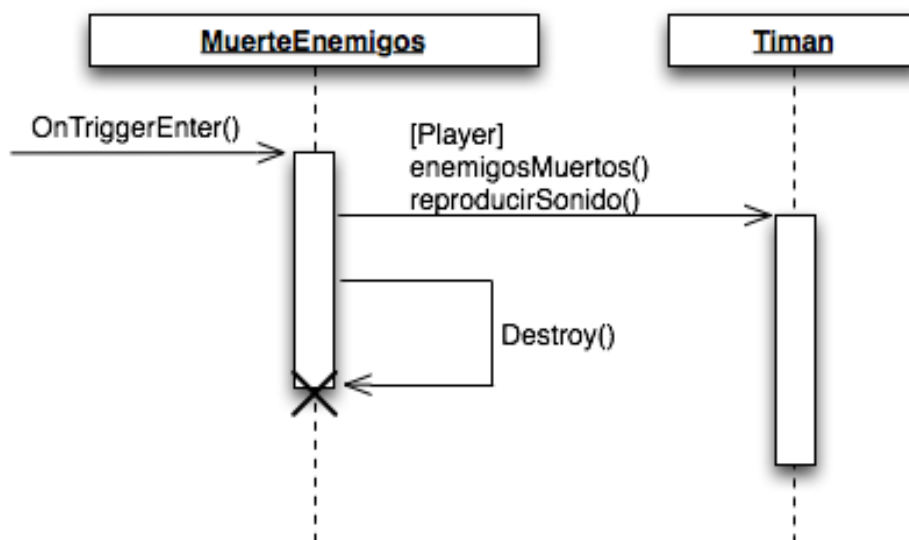 MuerteEnemigos
Timan
OnTriggerEnter()
[Player]
enemigosMuertos()
reproducirSonido()
Destroy()